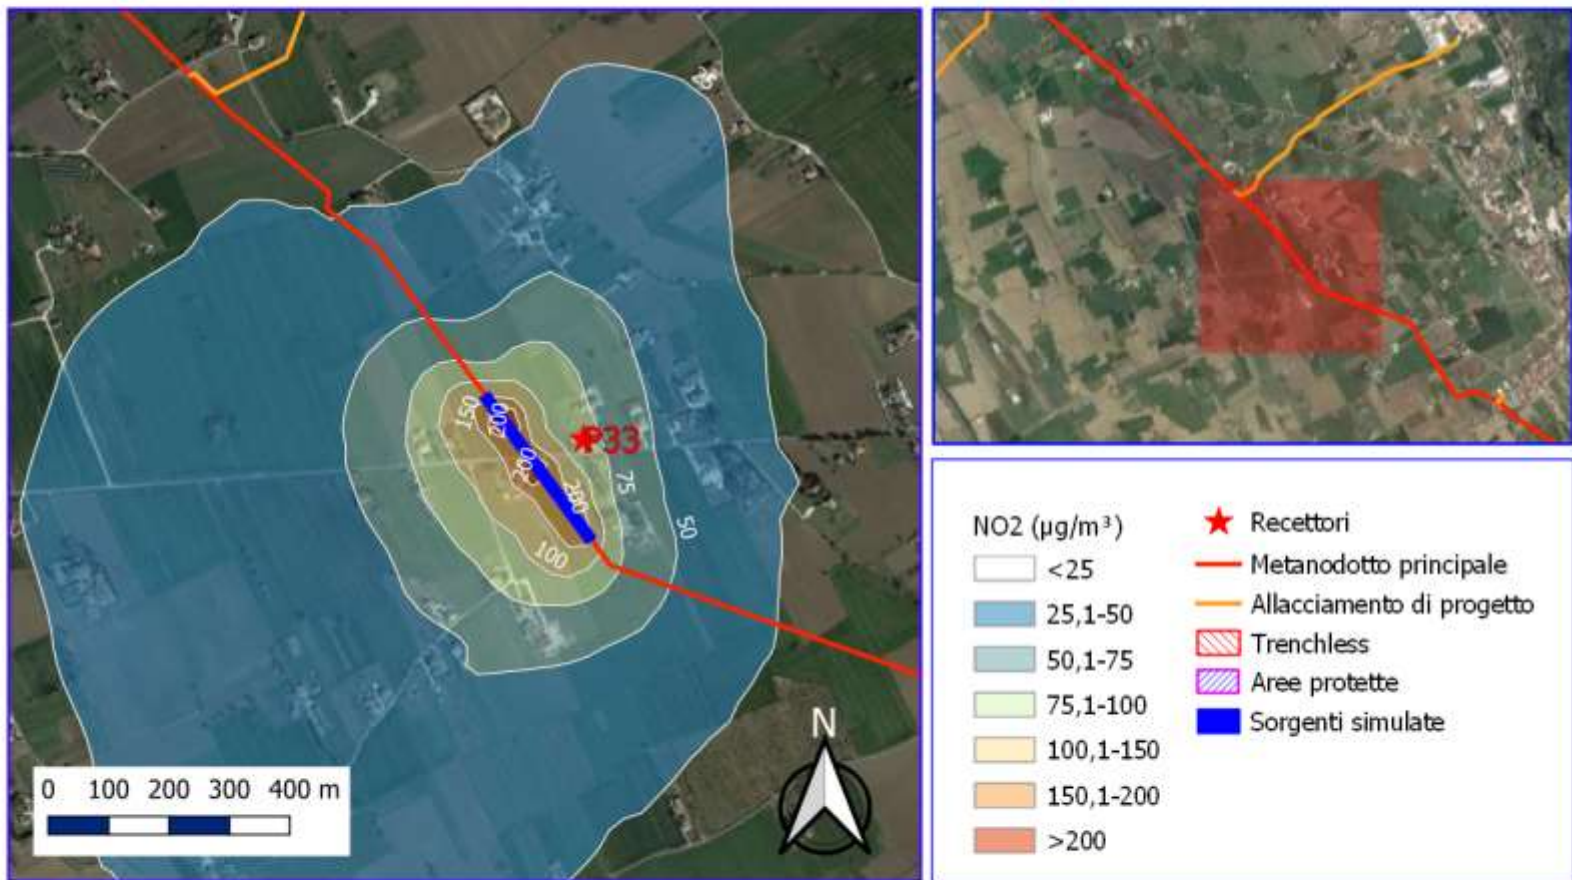 150
200
200
200
100
P33
75
50
N
0 100 200 300 400 m
NO2 (µg/m³)
<25
25,1-50
50,1-75
75,1-100
100,1-150
150,1-200
>200
Recettori
Metanodotto principale
Allacciamento di progetto
Trenchless
Aree protette
Sorgenti simulate